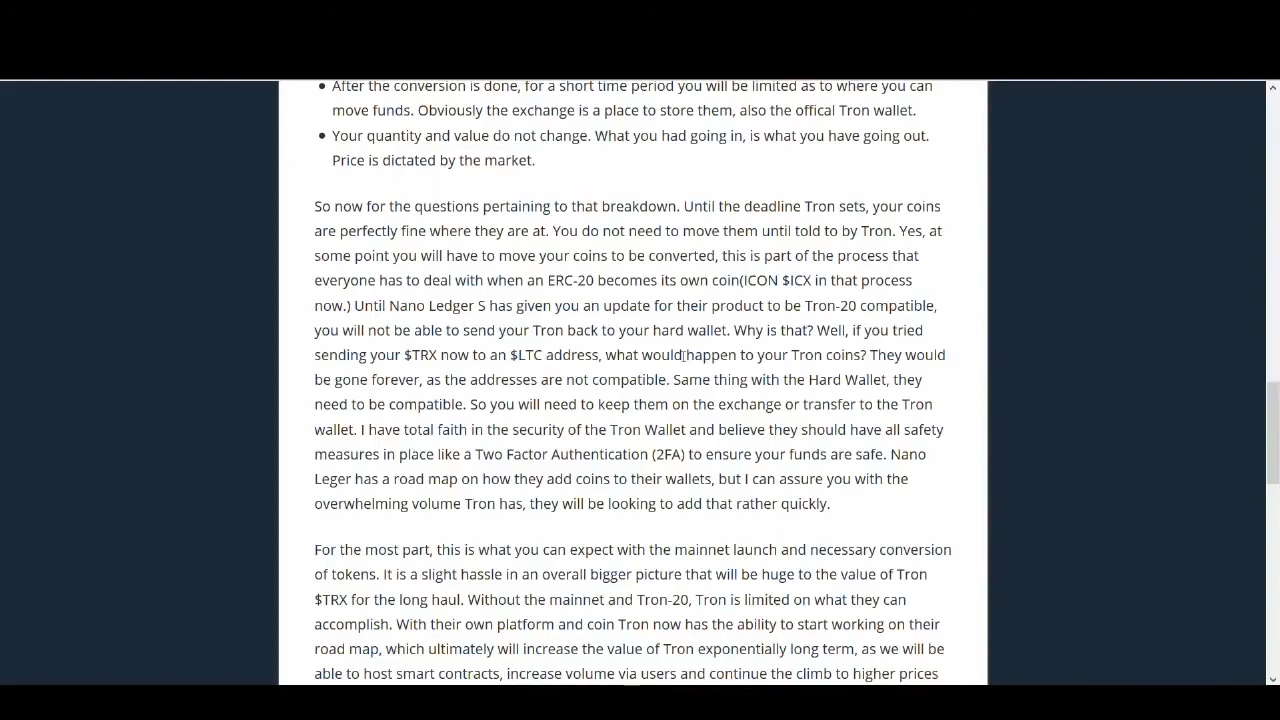 • After the conversion is done, for a short time period you will be limited as to where you can
move funds. Obviously the exchange is a place to store them, also the offical Tron wallet.
• Your quantity and value do not change. What you had going in, is what you have going out.
Price is dictated by the market.
So now for the questions pertaining to that breakdown. Until the deadline Tron sets, your coins
are perfectly fine where they are at. You do not need to move them until told to by Tron. Yes, at
some point you will have to move your coins to be converted, this is part of the process that
everyone has to deal with when an ERC-20 becomes its own coin(ICON $ICX in that process
now.) Until Nano Ledger S has given you an update for their product to be Tron-20 compatible,
you will not be able to send your Tron back to your hard wallet. Why is that? Well, if you tried
sending your $TRX now to an $LTC address, what would happen to your Tron coins? They would
be gone forever, as the addresses are not compatible. Same thing with the Hard Wallet, they
need to be compatible. So you will need to keep them on the exchange or transfer to the Tron
wallet. I have total faith in the security of the Tron Wallet and believe they should have all safety
measures in place like a Two Factor Authentication (2FA) to ensure your funds are safe. Nano
Leger has a road map on how they add coins to their wallets, but I can assure you with the
overwhelming volume Tron has, they will be looking to add that rather quickly.
For the most part, this is what you can expect with the mainnet launch and necessary conversion
of tokens. It is a slight hassle in an overall bigger picture that will be huge to the value of Tron
$TRX for the long haul. Without the mainnet and Tron-20, Tron is limited on what they can
accomplish. With their own platform and coin Tron now has the ability to start working on their
road map, which ultimately will increase the value of Tron exponentially long term, as we will be
able to host smart contracts, increase volume via users and continue the climb to higher prices